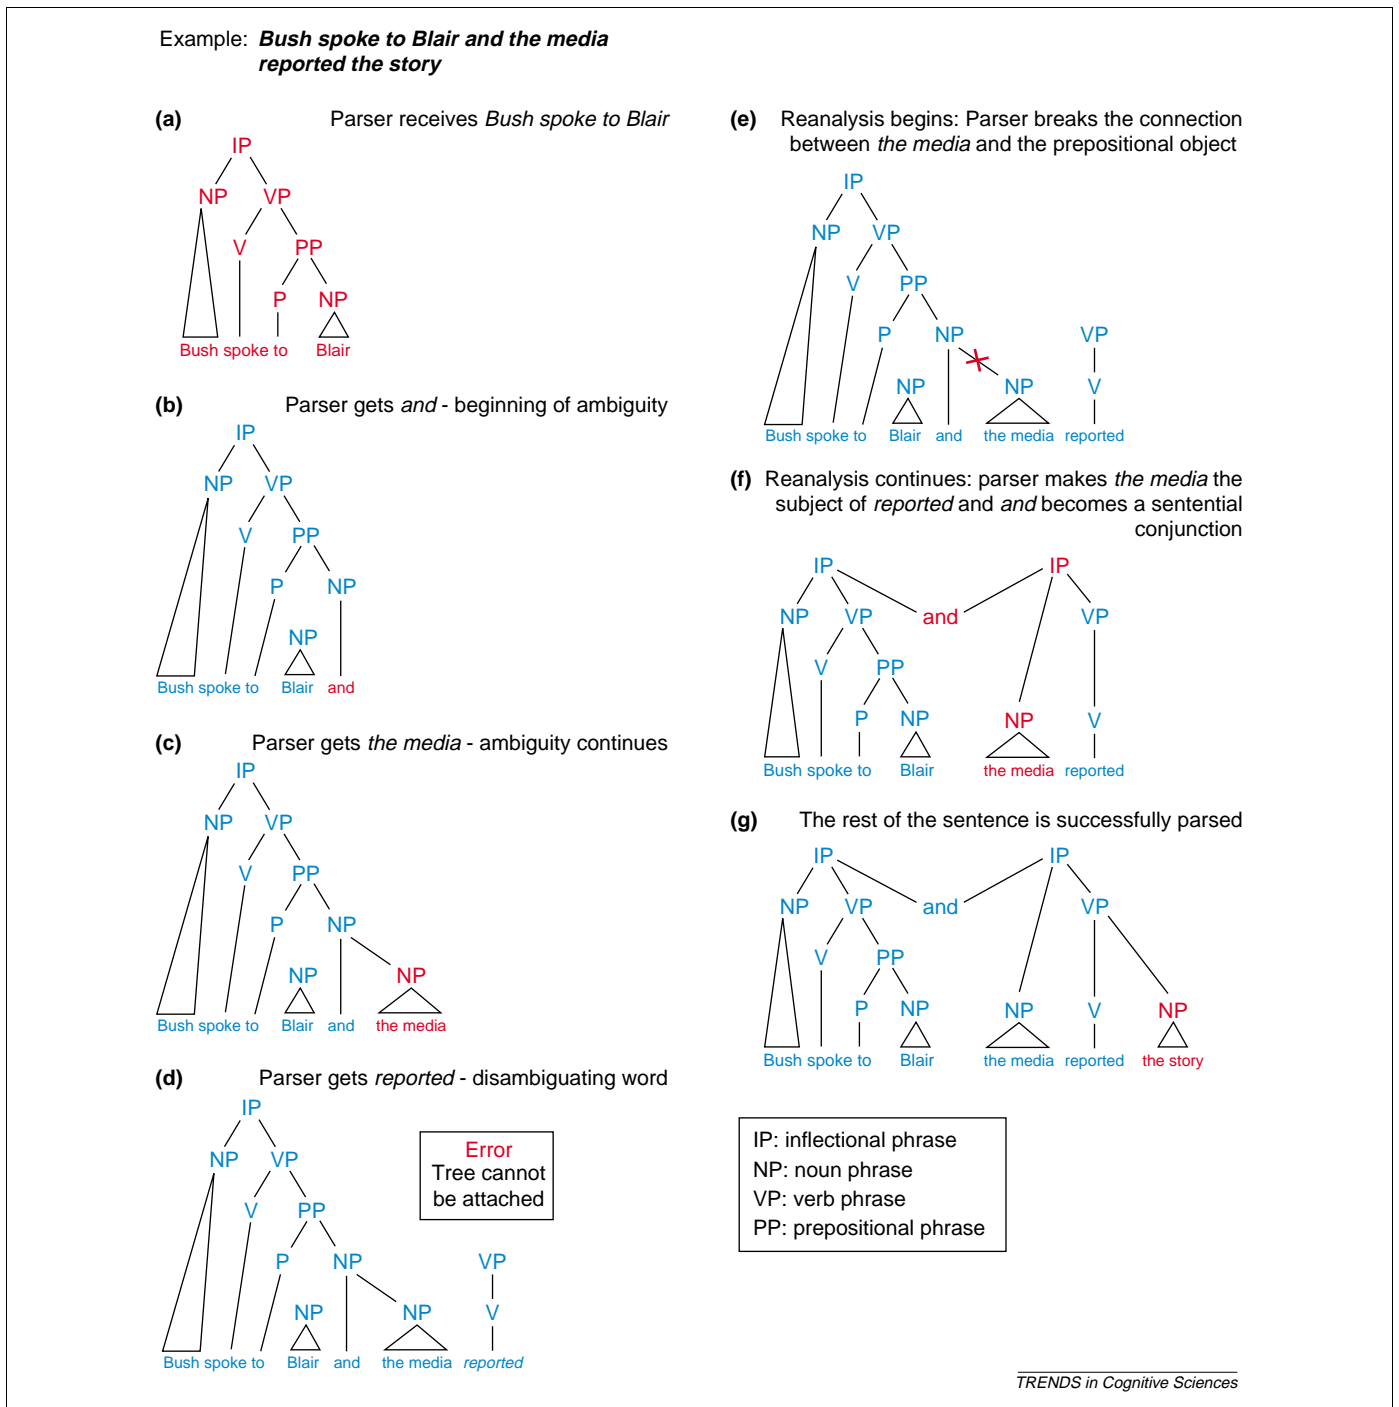 Example: Bush spoke to Blair and the media
reported the story
(a) Parser receives Bush spoke to Blair
IP
NP VP
V PP
P NP
Bush spoke to Blair
(b) Parser gets and - beginning of ambiguity
IP
NP VP
V PP
P NP
NP
Bush spoke to Blair and
(c) Parser gets the media - ambiguity continues
IP
NP VP
V PP
P NP
NP NP
Bush spoke to Blair and the media
(d) Parser gets reported - disambiguating word
IP
NP VP
V PP
P NP VP
NP NP V
Bush spoke to Blair and the media reported
Error
Tree cannot
be attached
(e) Reanalysis begins: Parser breaks the connection
between the media and the prepositional object
IP
NP VP
V PP
P NP VP
NP NP V
Bush spoke to Blair and the media reported
(f) Reanalysis continues: parser makes the media the
subject of reported and and becomes a sentential
conjunction
IP IP
NP VP and VP
V PP
P NP NP V
Bush spoke to Blair the media reported
(g) The rest of the sentence is successfully parsed
IP IP
NP VP and VP
V PP
P NP NP V NP
Bush spoke to Blair the media reported the story
IP: inflectional phrase
NP: noun phrase
VP: verb phrase
PP: prepositional phrase
TRENDS in Cognitive Sciences